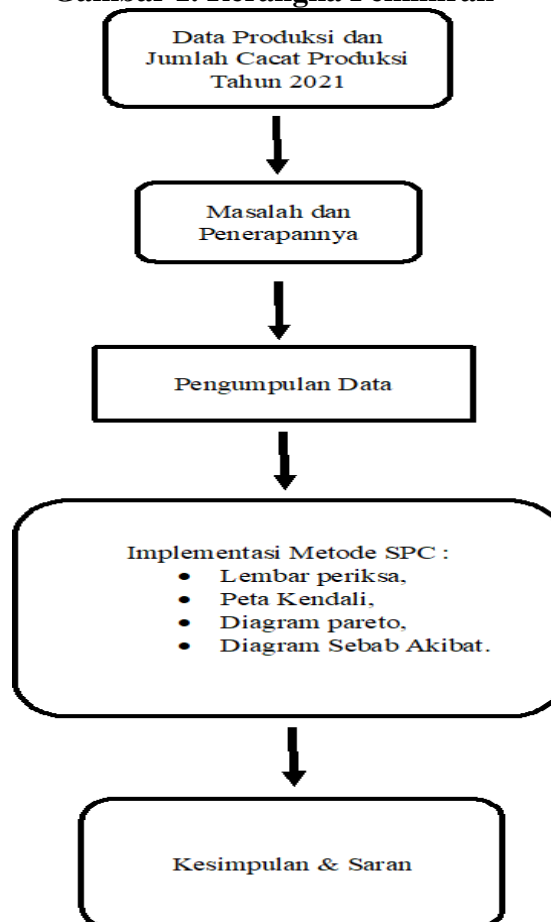 Data Produksi dan
Jumlah Cacat Produksi
Tahun 2021
Masalah dan
Penerapannya
Pengumpulan Data
Implementasi Metode SPC :
• Lembar periksa,
• Peta Kendali,
• Diagram pareto,
• Diagram Sebab Akibat.
Kesimpulan & Saran